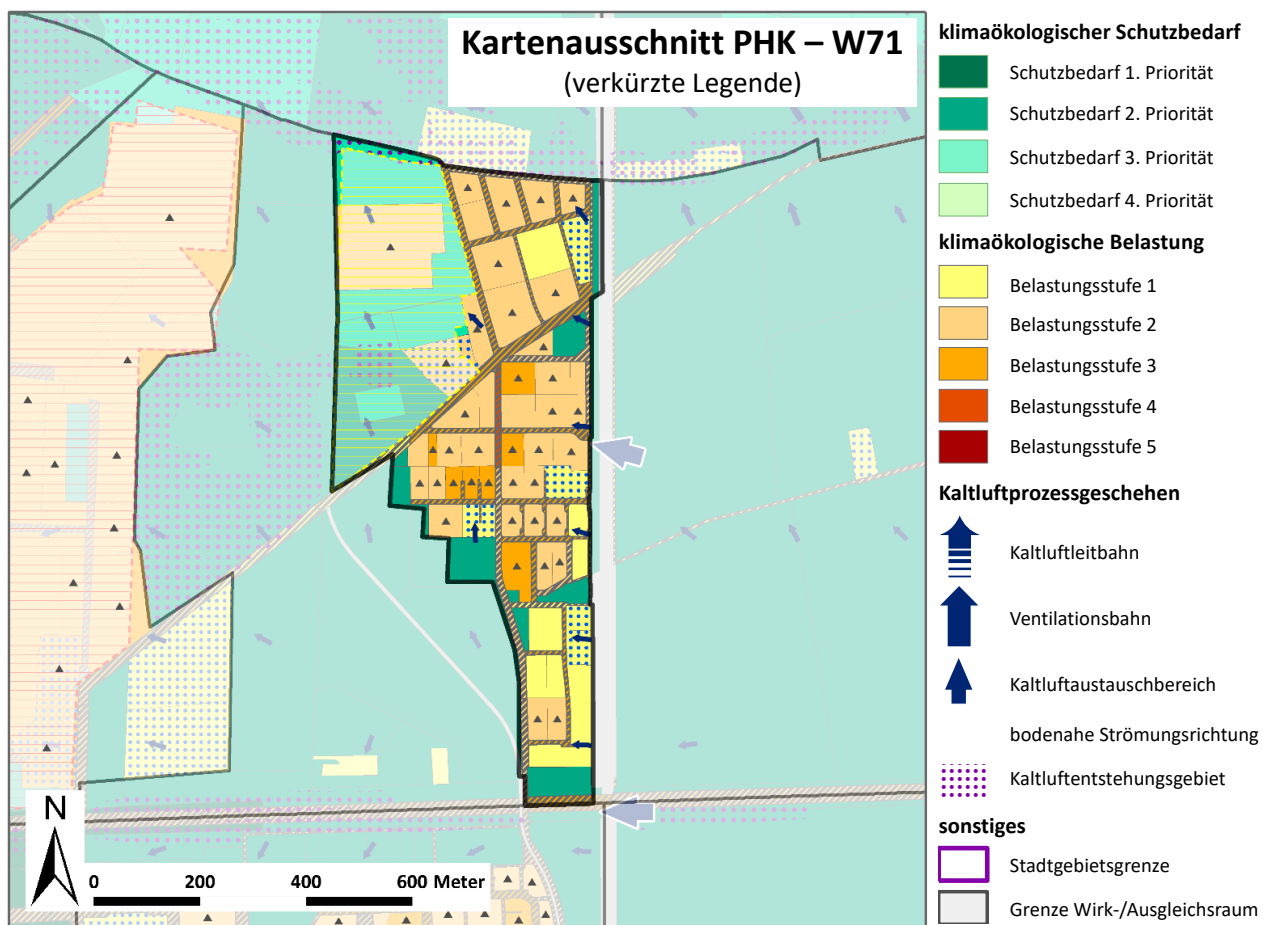 Kartenausschnitt PHK – W71
(verkürzte Legende)
klimaökologischer Schutzbedarf
Schutzbedarf 1. Priorität
Schutzbedarf 2. Priorität
Schutzbedarf 3. Priorität
Schutzbedarf 4. Priorität
klimaökologische Belastung
Belastungsstufe 1
Belastungsstufe 2
Belastungsstufe 3
Belastungsstufe 4
Belastungsstufe 5
Kaltluftprozessgeschehen
Kaltluftleitbahn
Ventilationsbahn
Kaltluftaustauschbereich
bodenahe Strömungsrichtung
Kaltluftentstehungsgebiet
sonstiges
Stadtgebietsgrenze
Grenze Wirk-/Ausgleichsraum
N
0 200 400 600 Meter